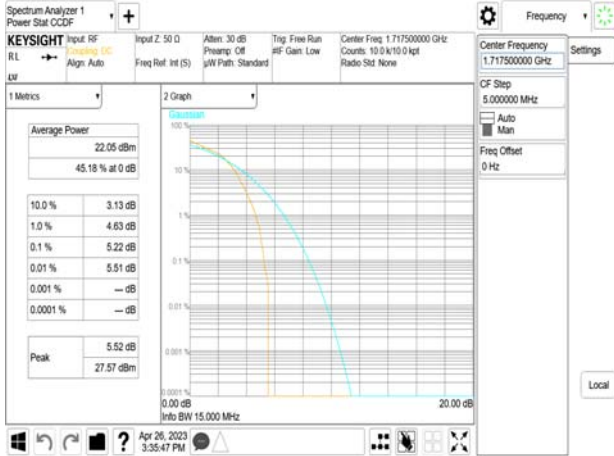 Spectrum Analyzer 1
Power Stat CCDF
+
Frequency
KEYSIGHT
RL
Input: RF
Coupling: DC
Align: Auto
Input Z: 50 Ω
Freq Ref: Int (S)
Atten: 30 dB
Preamp: Off
µW Path: Standard
Trig: Free Run
#IF Gain: Low
Center Freq: 1.717500000 GHz
Counts: 10.0 k/10.0 kpt
Radio Std: None
Center Frequency
1.717500000 GHz
Settings
CF Step
5.000000 MHz
Auto
Man
Freq Offset
0 Hz
1 Metrics
2 Graph
Average Power
22.05 dBm
45.18 % at 0 dB
10.0 % 3.13 dB
1.0 % 4.63 dB
0.1 % 5.22 dB
0.01 % 5.51 dB
0.001 % --- dB
0.0001 % --- dB
Peak
5.52 dB
27.57 dBm
Gaussian
100 %
10 %
1 %
0.1 %
0.01 %
0.001 %
0.0001 %
0.00 dB
20.00 dB
Info BW 15.000 MHz
Local
?
Apr 26, 2023
3:35:47 PM